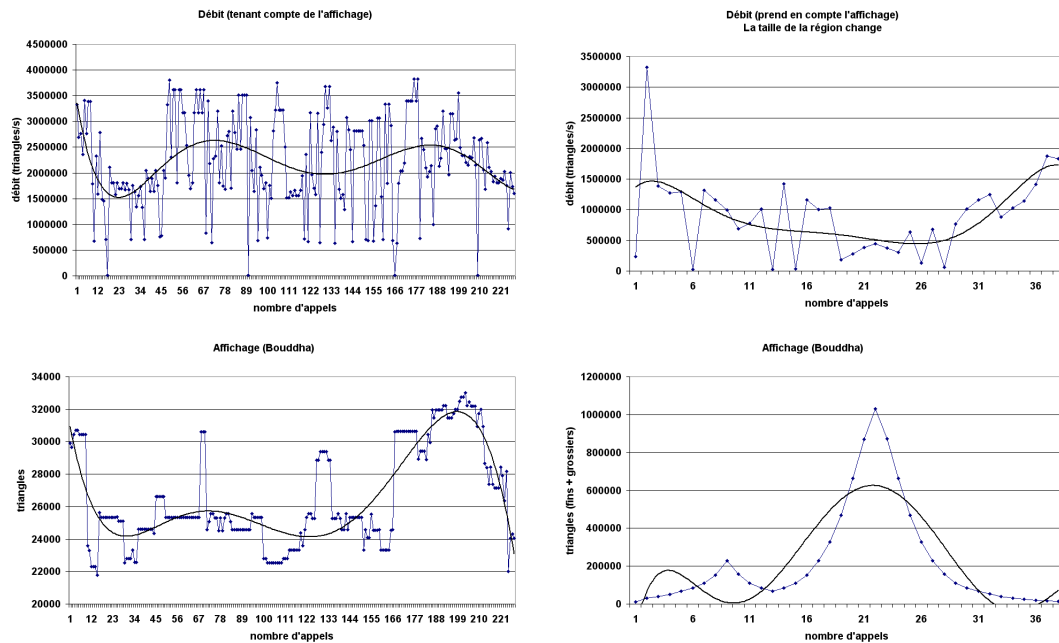 Débit (tenant compte de l'affichage)
4500000
4000000
3500000
3000000
2500000
2000000
1500000
1000000
500000
0
débit (triangles/s)
1 12 23 34 45 56 67 78 89 100 111 122 133 144 155 166 177 188 199 210 221
nombre d'appels
Débit (prend en compte l'affichage)
La taille de la région change
3500000
3000000
2500000
2000000
1500000
1000000
500000
0
débit (triangles/s)
1 6 11 16 21 26 31 36
nombre d'appels
Affichage (Bouddha)
34000
32000
30000
28000
26000
24000
22000
20000
triangles
1 12 23 34 45 56 67 78 89 100 111 122 133 144 155 166 177 188 199 210 221
nombre d'appels
Affichage (Bouddha)
1200000
1000000
800000
600000
400000
200000
0
triangles (fins + grossiers)
1 6 11 16 21 26 31 36
nombre d'appels